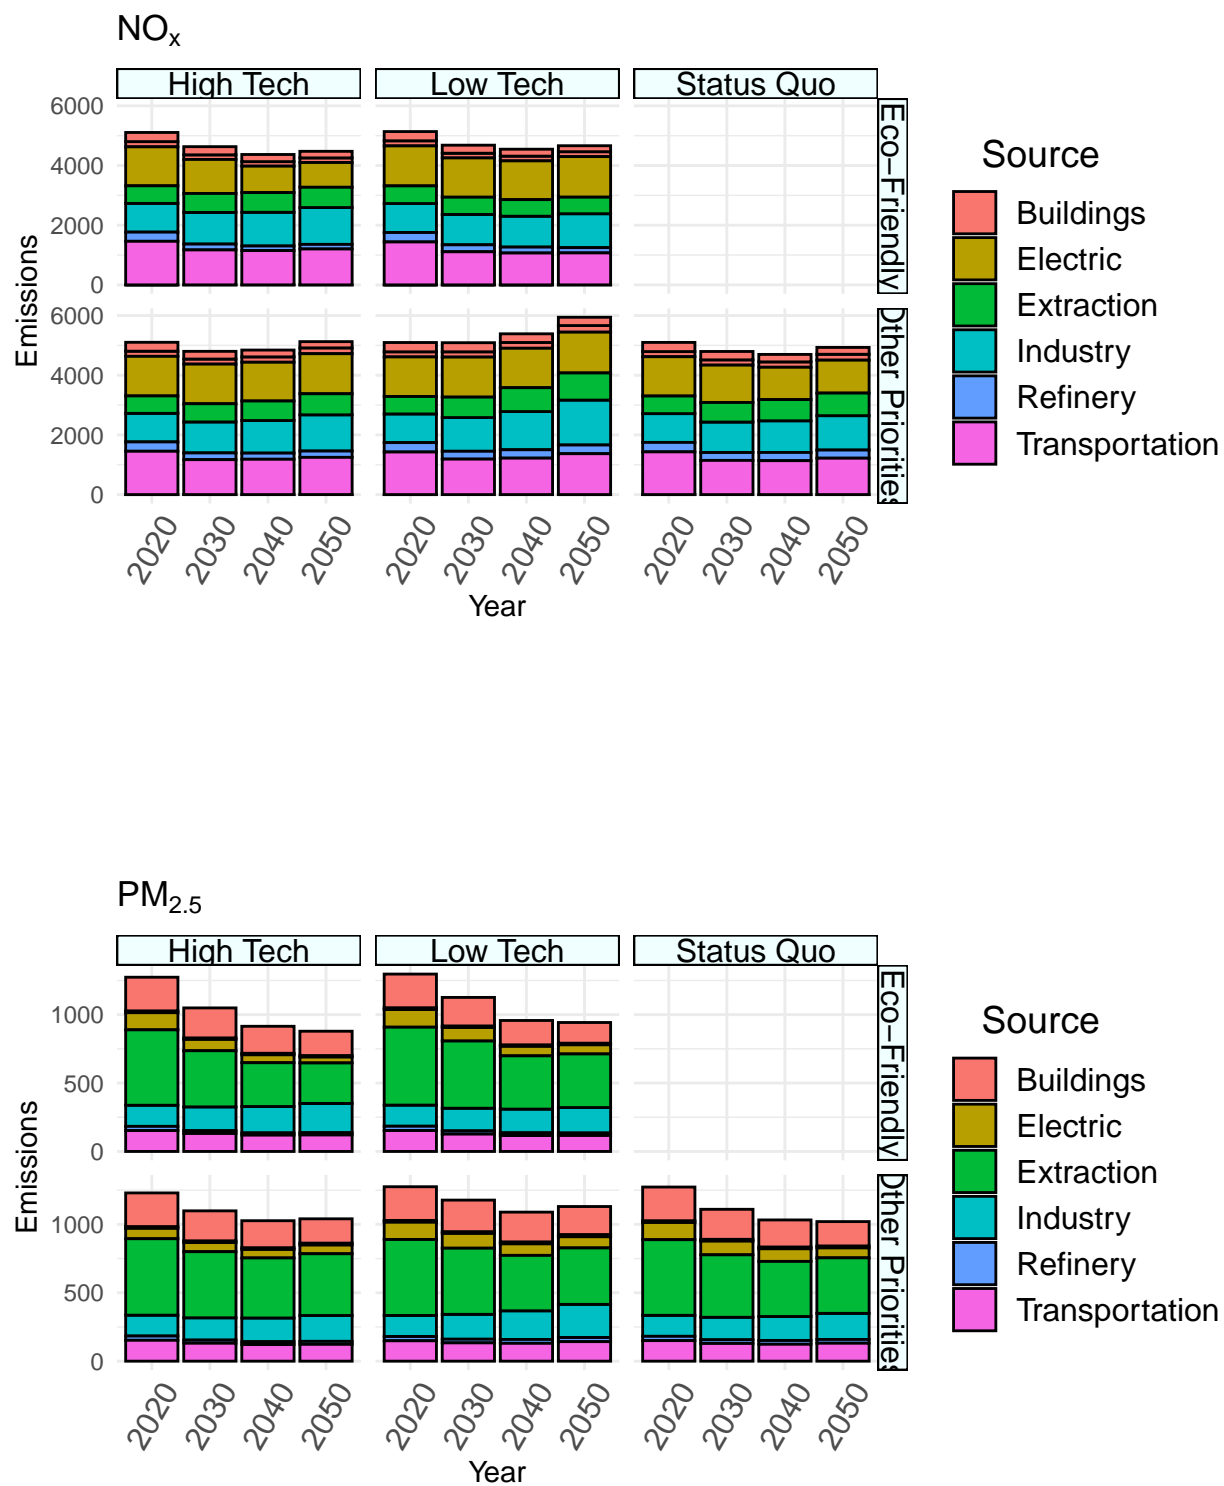 NOx
High Tech
Low Tech
Status Quo
6000
4000
2000
0
Eco−Friendly
6000
4000
2000
0
Other Priorities
Emissions
2020
2030
2040
2050
2020
2030
2040
2050
2020
2030
2040
2050
Year
Source
Buildings
Electric
Extraction
Industry
Refinery
Transportation
PM2.5
High Tech
Low Tech
Status Quo
1000
500
0
Eco−Friendly
1000
500
0
Other Priorities
Emissions
2020
2030
2040
2050
2020
2030
2040
2050
2020
2030
2040
2050
Year
Source
Buildings
Electric
Extraction
Industry
Refinery
Transportation